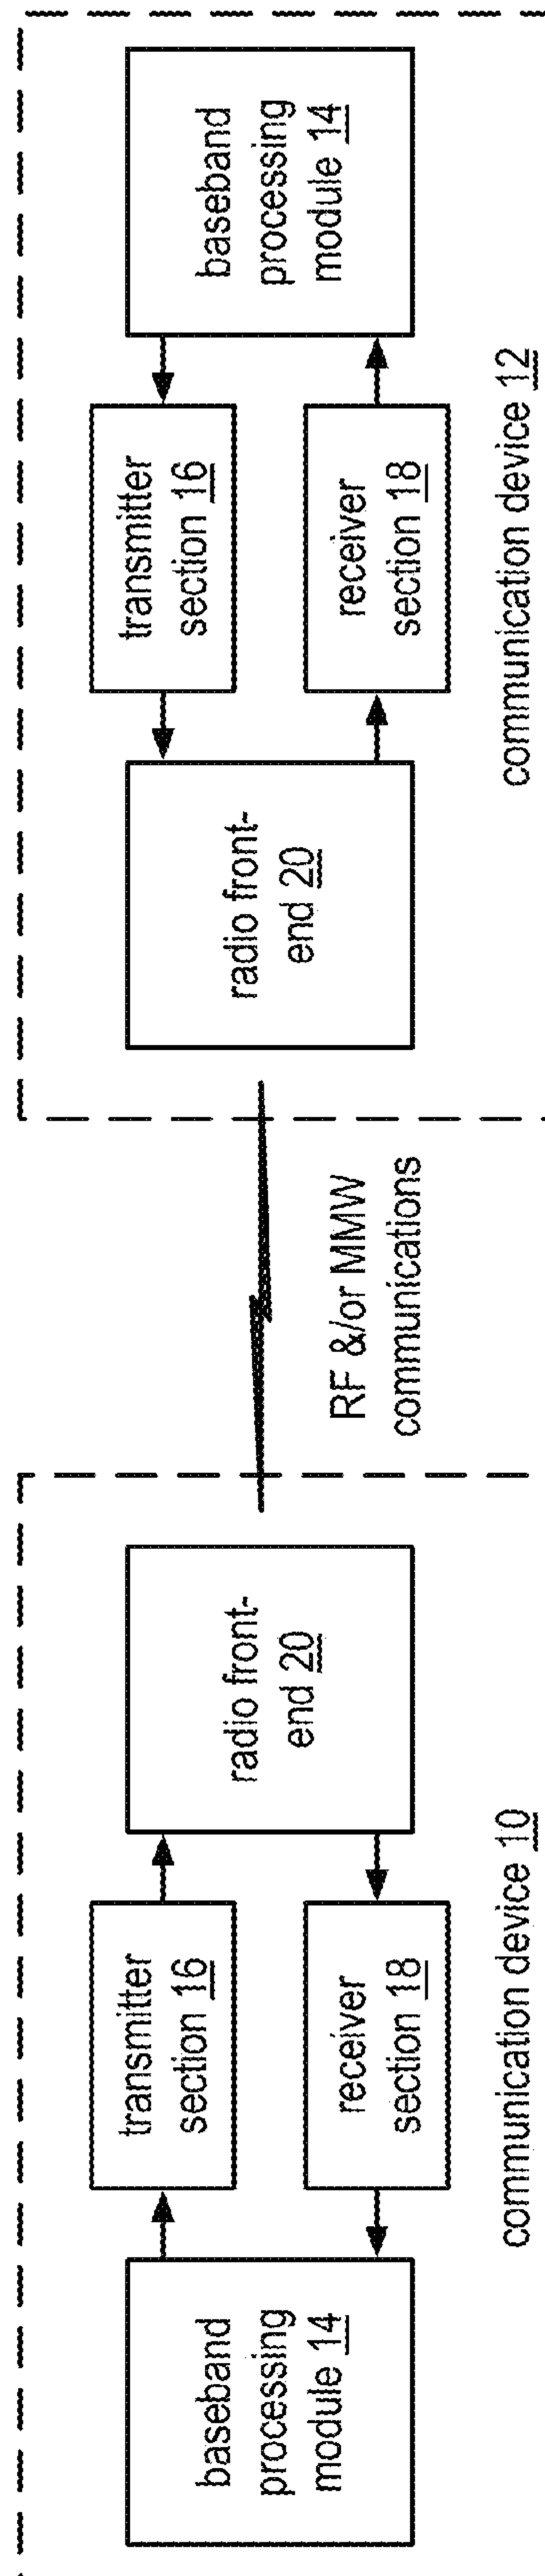 baseband
processing
module 14
transmitter
section 16
receiver
section 18
radio front-
end 20
communication device 10
RF &/or MMW
communications
radio front-
end 20
transmitter
section 16
receiver
section 18
baseband
processing
module 14
communication device 12